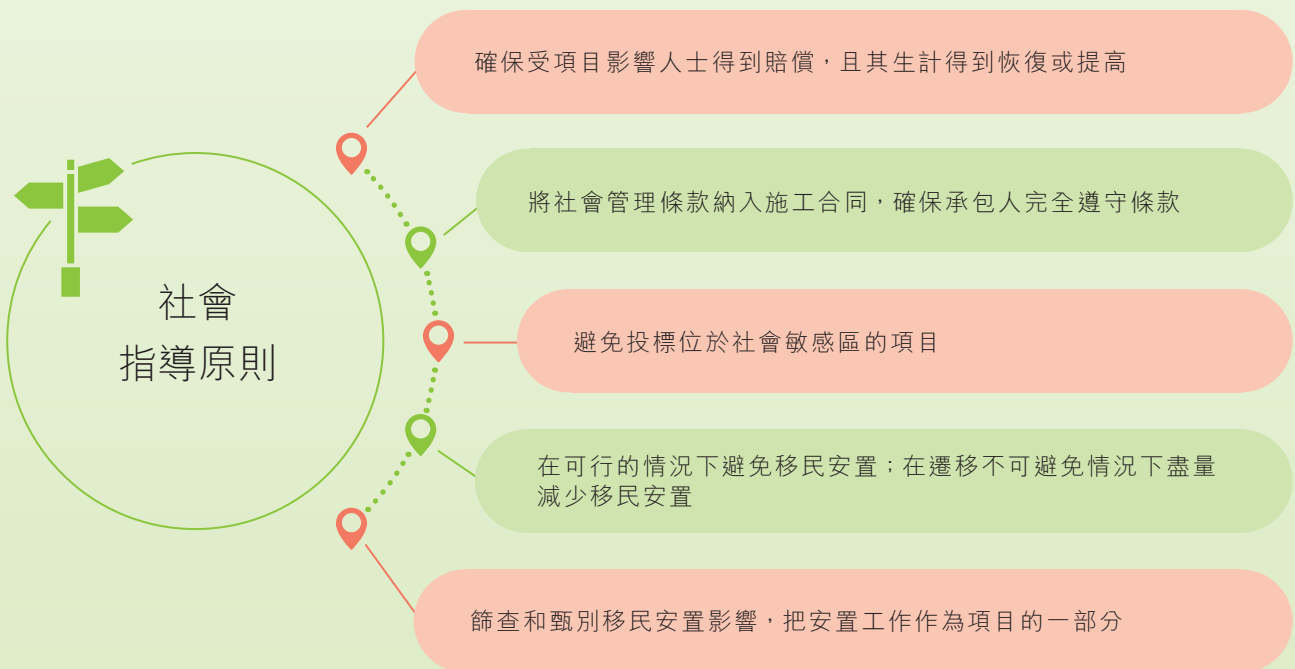 社會
指導原則
確保受項目影響人士得到賠償，且其生計得到恢復或提高
將社會管理條款納入施工合同，確保承包人完全遵守條款
避免投標位於社會敏感區的項目
在可行的情況下避免移民安置；在遷移不可避免情況下盡量
減少移民安置
篩查和甄別移民安置影響，把安置工作作為項目的一部分